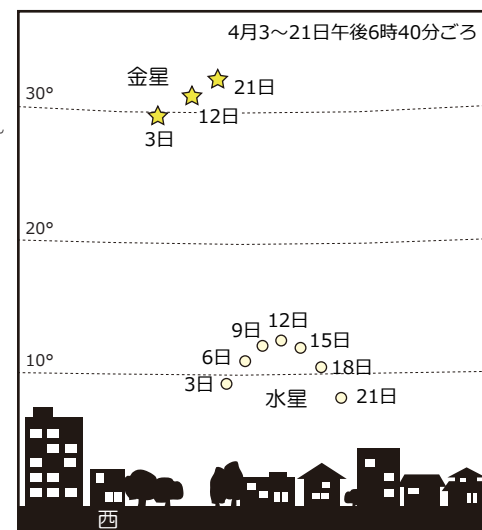 4月3〜21日午後6時40分ごろ
金星
21日
12日
3日
30°
20°
12日
9日
15日
6日
18日
10°
3日
水星
21日
西